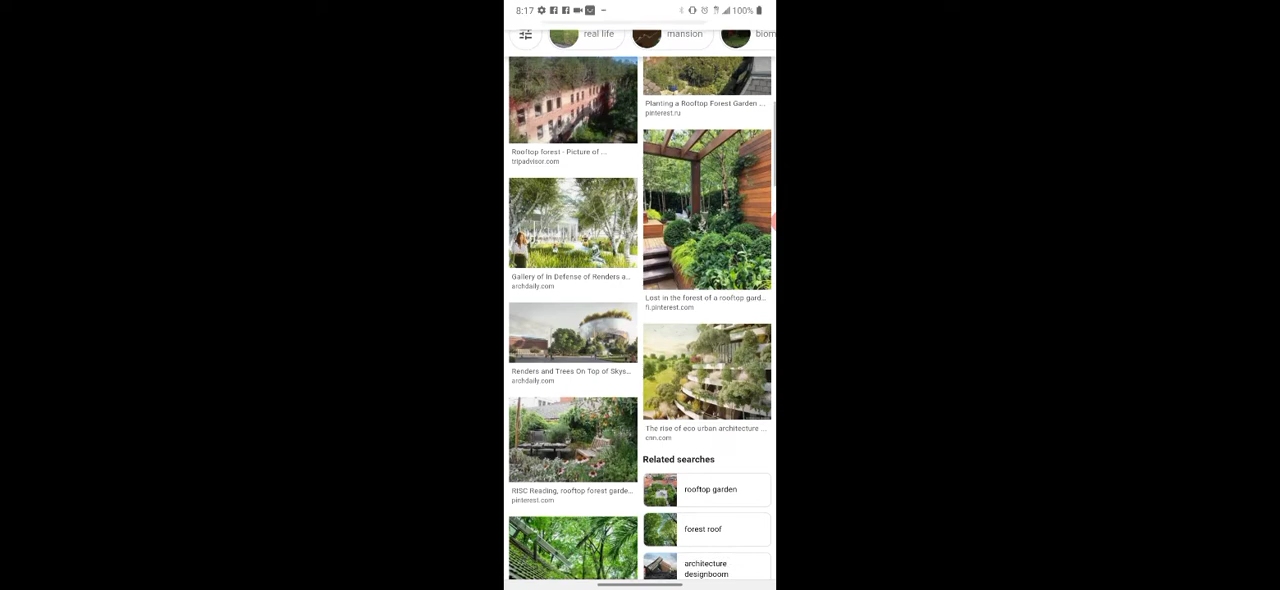 8:17
100%
real life
mansion
biom
Rooftop forest - Picture of ...
tripadvisor.com
Gallery of In Defense of Renders a...
archdaily.com
Renders and Trees On Top of Skys...
archdaily.com
RISC Reading, rooftop forest garde...
pinterest.com
Planting a Rooftop Forest Garden ...
pinterest.ru
Lost in the forest of a rooftop gard...
fi.pinterest.com
The rise of eco urban architecture ...
cnn.com
Related searches
rooftop garden
forest roof
architecture
designboom